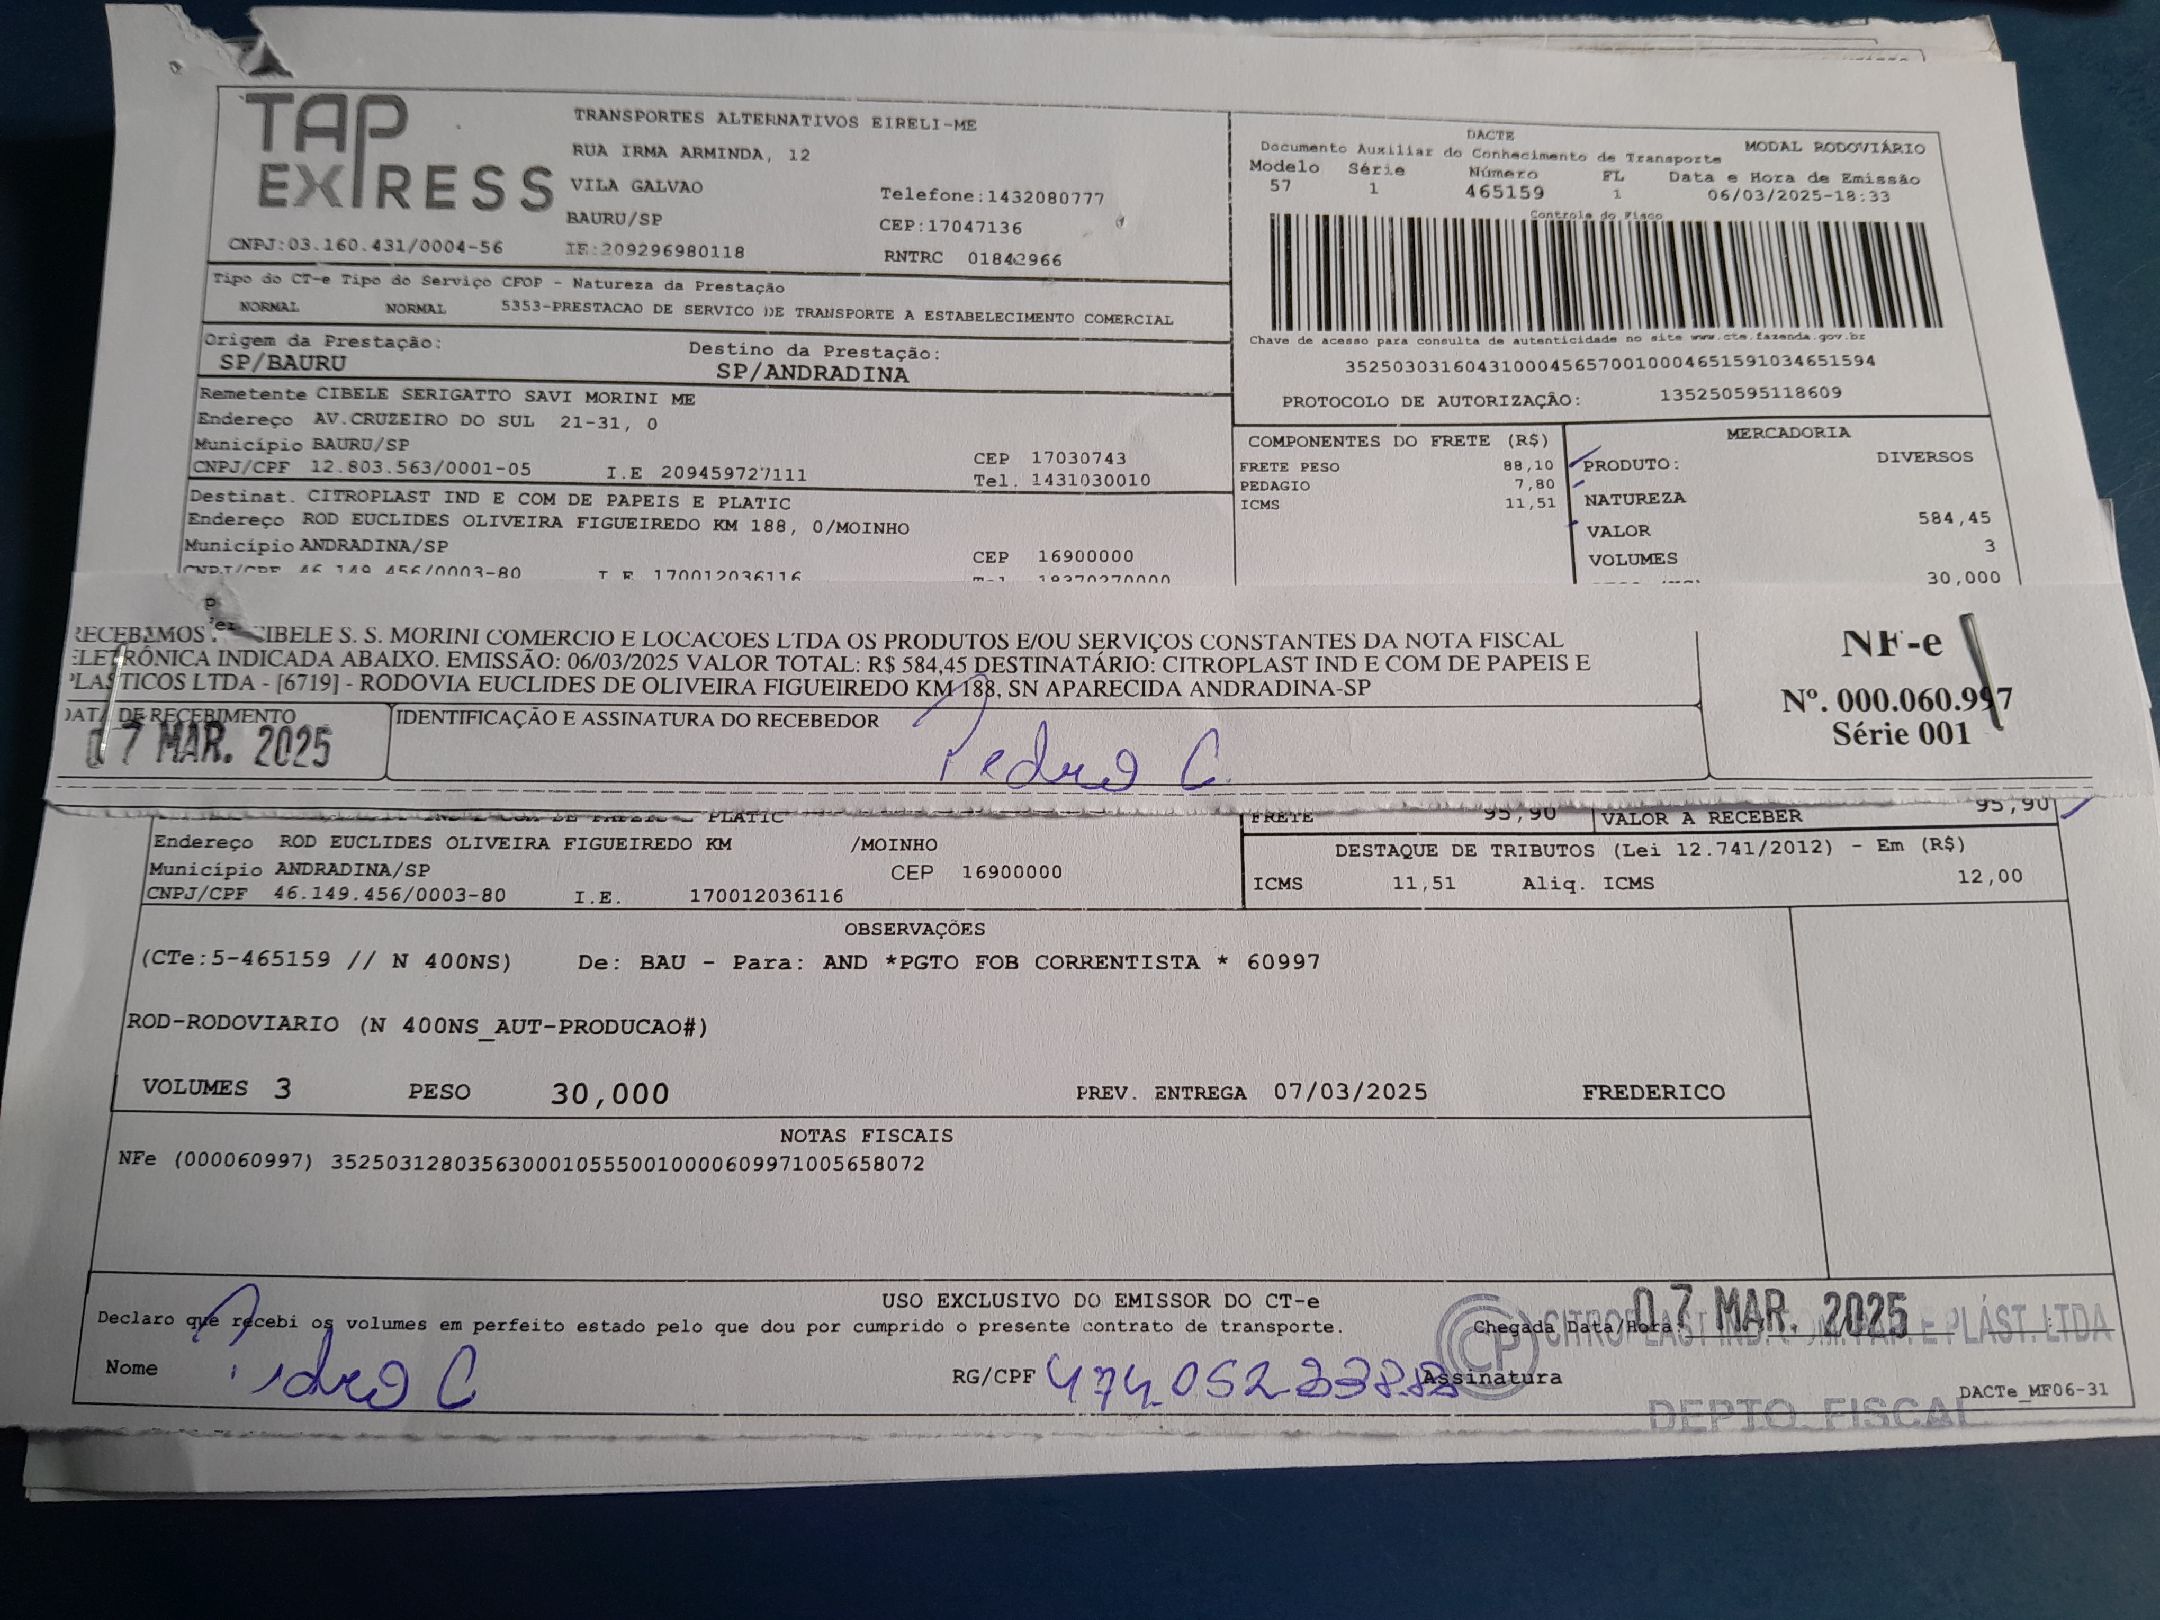 TAP
EXPRESS
TRANSPORTES ALTERNATIVOS EIRELI-ME
RUA IRMA ARMINDA, 12
VILA GALVAO
Telefone:1432080777
BAURU/SP
CEP:17047136
CNPJ:03.160.431/0004-56
IE:209296980118
RNTRC 01842966
DACTE
Documento Auxiliar do Conhecimento de Transporte
MODAL RODOVIÁRIO
Modelo Série Número FL Data e Hora de Emissão
57 1 465159 1 06/03/2025-18:33
Controle do Fisco
Chave de acesso para consulta de autenticidade no site www.cte.fazenda.gov.br
35250303160431000456570010004651591034651594
PROTOCOLO DE AUTORIZAÇÃO: 135250595118609
Tipo do CT-e Tipo do Serviço CFOP - Natureza da Prestação
NORMAL NORMAL 5353-PRESTACAO DE SERVICO DE TRANSPORTE A ESTABELECIMENTO COMERCIAL
Origem da Prestação: Destino da Prestação:
SP/BAURU SP/ANDRADINA
Remetente CIBELE SERIGATTO SAVI MORINI ME
Endereço AV.CRUZEIRO DO SUL 21-31, 0
Município BAURU/SP CEP 17030743
CNPJ/CPF 12.803.563/0001-05 I.E 209459727111 Tel. 1431030010
Destinat. CITROPLAST IND E COM DE PAPEIS E PLATIC
Endereço ROD EUCLIDES OLIVEIRA FIGUEIREDO KM 188, 0/MOINHO
Município ANDRADINA/SP CEP 16900000
CNPJ/CPF 46.149.456/0003-80 I.E 170012036116 Tel 18370270000
COMPONENTES DO FRETE (R$)
FRETE PESO 88,10
PEDAGIO 7,80
ICMS 11,51
MERCADORIA
PRODUTO: DIVERSOS
NATUREZA
VALOR 584,45
VOLUMES 3
30,000
RECEBEMOS CIBELE S. S. MORINI COMERCIO E LOCACOES LTDA OS PRODUTOS E/OU SERVIÇOS CONSTANTES DA NOTA FISCAL
ELETRÔNICA INDICADA ABAIXO. EMISSÃO: 06/03/2025 VALOR TOTAL: R$ 584,45 DESTINATÁRIO: CITROPLAST IND E COM DE PAPEIS E
PLASTICOS LTDA - [6719] - RODOVIA EUCLIDES DE OLIVEIRA FIGUEIREDO KM 188, SN APARECIDA ANDRADINA-SP
DATA DE RECEBIMENTO
07 MAR. 2025
IDENTIFICAÇÃO E ASSINATURA DO RECEBEDOR
Pedro C
NF-e
Nº. 000.060.997
Série 001
PLATIC
FRETE 95,90 VALOR A RECEBER 95,90
Endereço ROD EUCLIDES OLIVEIRA FIGUEIREDO KM /MOINHO
Município ANDRADINA/SP CEP 16900000
CNPJ/CPF 46.149.456/0003-80 I.E. 170012036116
DESTAQUE DE TRIBUTOS (Lei 12.741/2012) - Em (R$)
ICMS 11,51 Aliq. ICMS 12,00
OBSERVAÇÕES
(CTe:5-465159 // N 400NS) De: BAU - Para: AND *PGTO FOB CORRENTISTA * 60997
ROD-RODOVIARIO (N 400NS_AUT-PRODUCAO#)
VOLUMES 3 PESO 30,000 PREV. ENTREGA 07/03/2025 FREDERICO
NOTAS FISCAIS
NFe (000060997) 35250312803563000105550010000609971005658072
USO EXCLUSIVO DO EMISSOR DO CT-e
Declaro que recebi os volumes em perfeito estado pelo que dou por cumprido o presente contrato de transporte.
Chegada Data/Hora
07 MAR. 2025
Nome Pedro C
RG/CPF
Assinatura
CP
DEPTO. FISCAL
DACTe_MF06-31